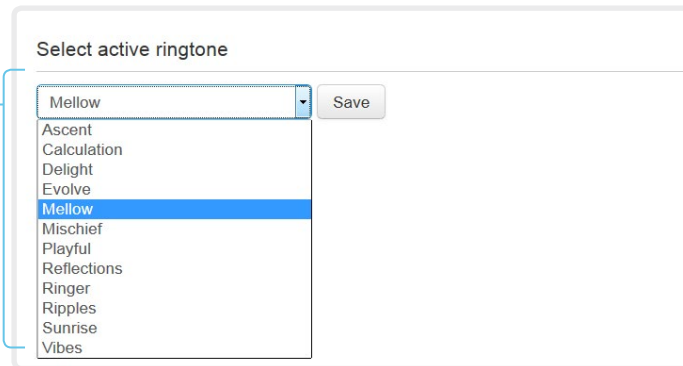 Select active ringtone
Mellow
Save
Ascent
Calculation
Delight
Evolve
Mellow
Mischief
Playful
Reflections
Ringer
Ripples
Sunrise
Vibes